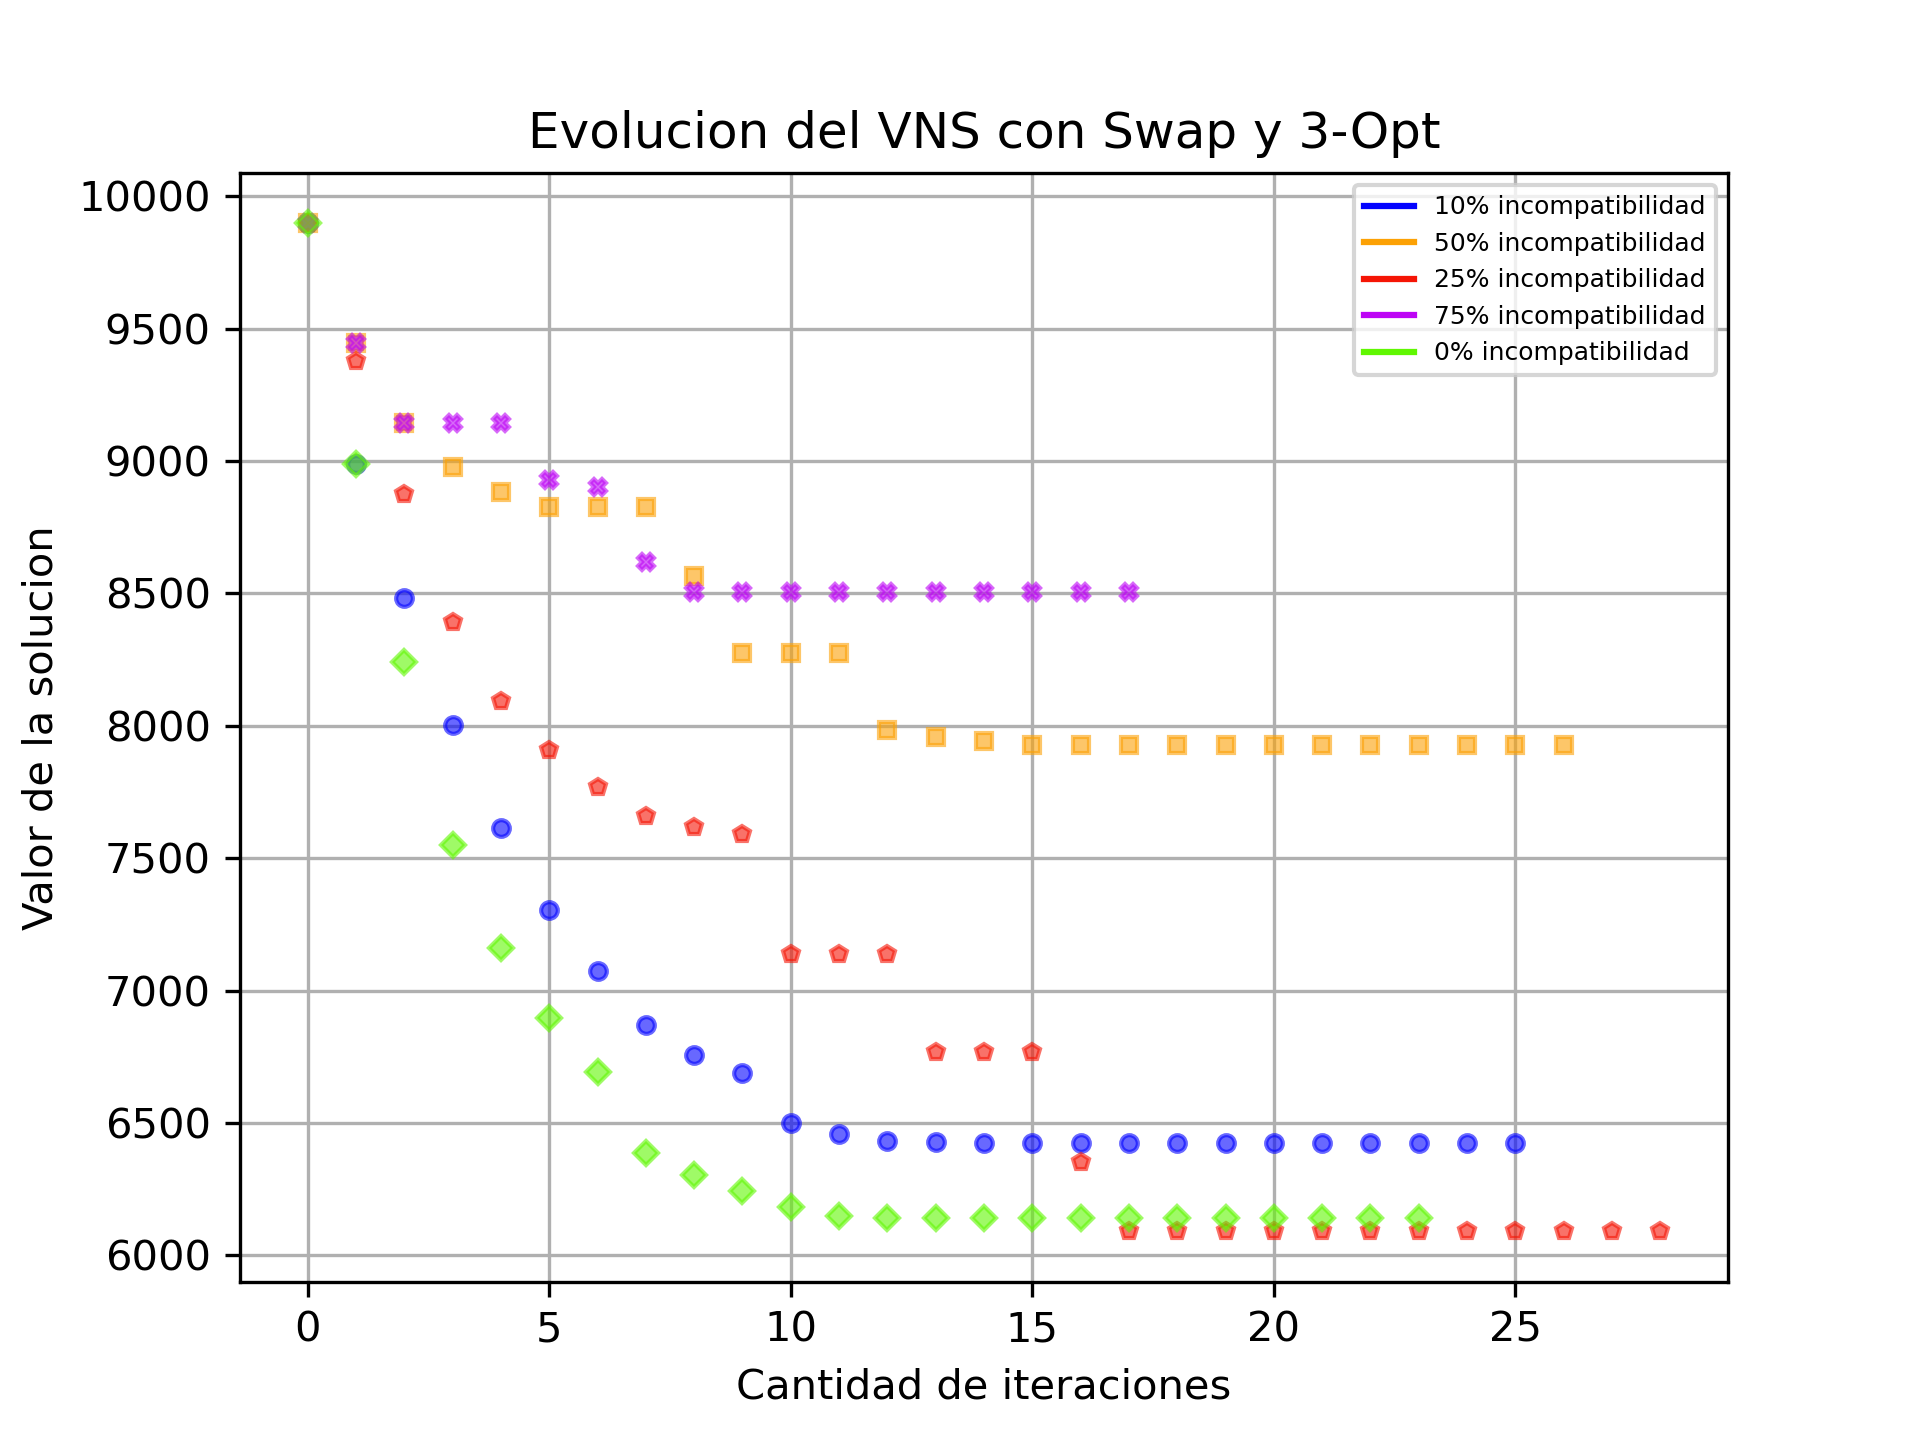 Evolucion del VNS con Swap y 3-Opt
10% incompatibilidad
50% incompatibilidad
25% incompatibilidad
75% incompatibilidad
0% incompatibilidad
Valor de la solucion
10000
9500
9000
8500
8000
7500
7000
6500
6000
0 5 10 15 20 25
Cantidad de iteraciones